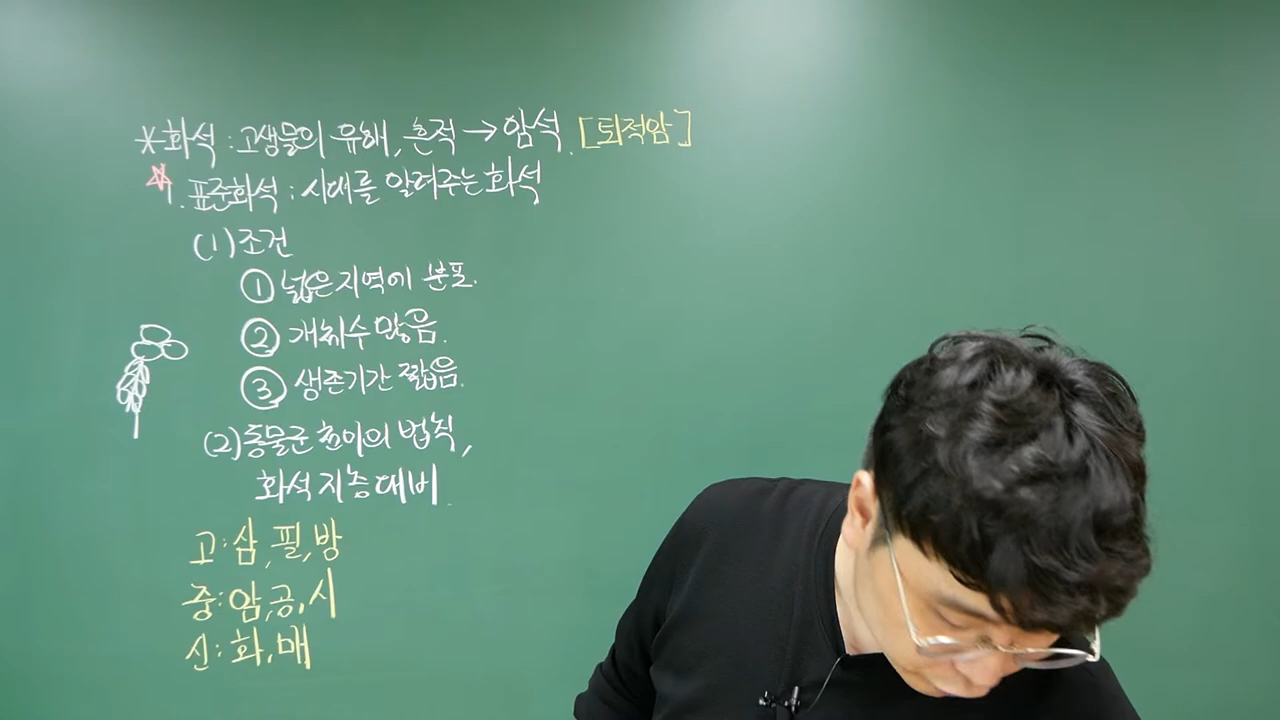 *화석 : 고생물의 유해, 흔적 → 암석. [퇴적암]
☆1. 표준화석 : 시대를 알려주는 화석
(1) 조건
① 넓은 지역에 분포.
② 개체수 많음.
③ 생존기간 짧음.
(2) 동물군 천이의 법칙,
화석 지층 대비.
고: 삼, 필, 방
중: 암, 공, 시
신: 화, 매